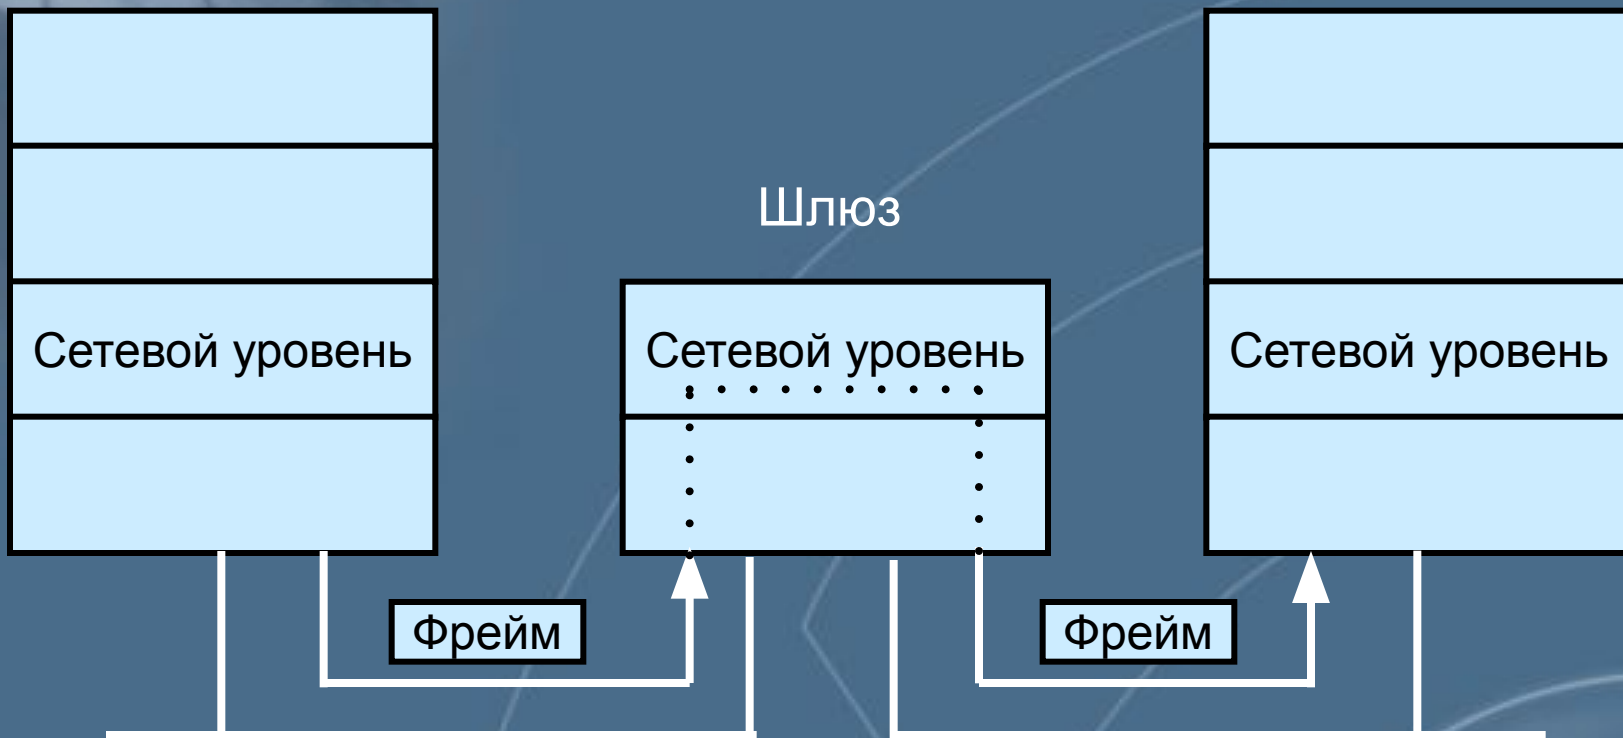 Шлюз
Сетевой уровень
Сетевой уровень
Сетевой уровень
Фрейм
Фрейм